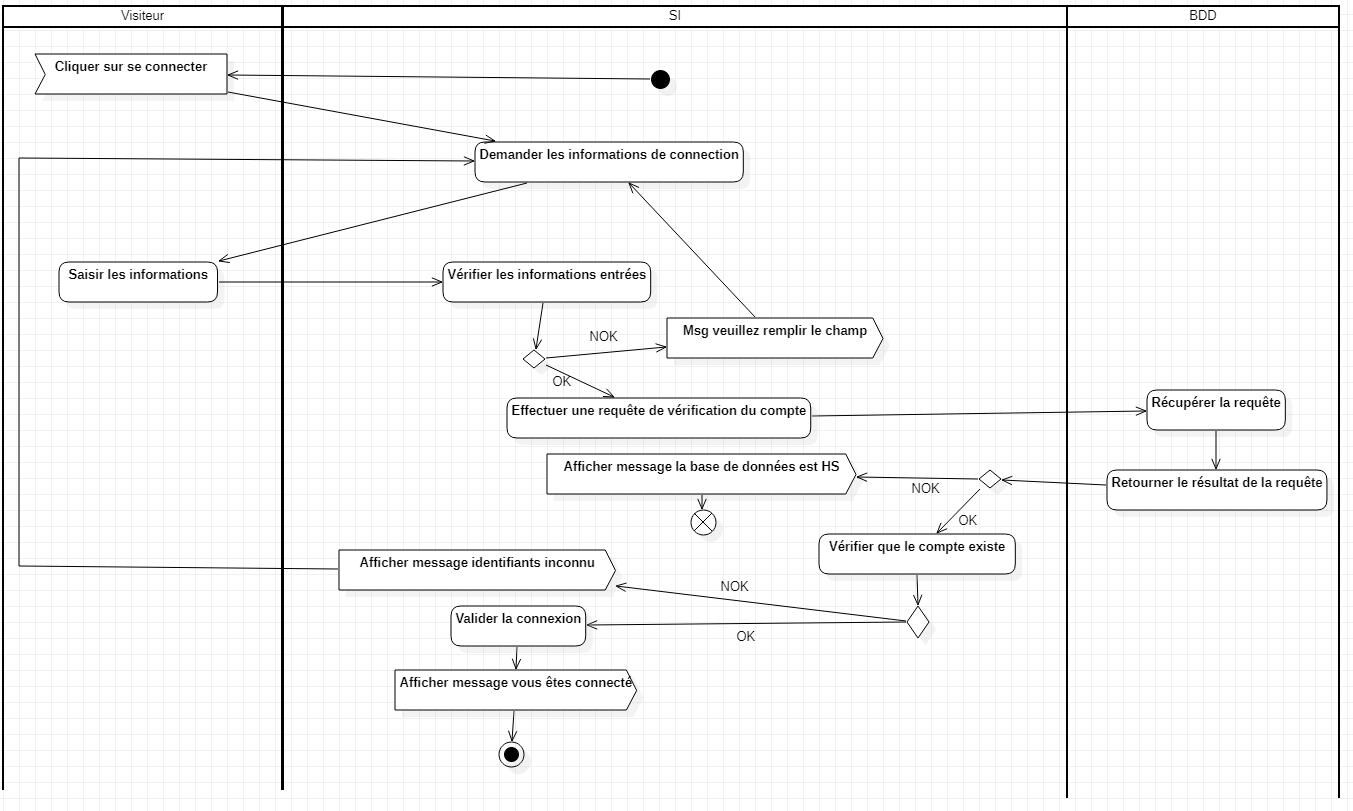 Visiteur
SI
BDD
Cliquer sur se connecter
Demander les informations de connection
Saisir les informations
Vérifier les informations entrées
NOK
Msg veuillez remplir le champ
OK
Effectuer une requête de vérification du compte
Récupérer la requête
Afficher message la base de données est HS
NOK
Retourner le résultat de la requête
OK
Vérifier que le compte existe
Afficher message identifiants inconnu
NOK
Valider la connexion
OK
Afficher message vous êtes connecté